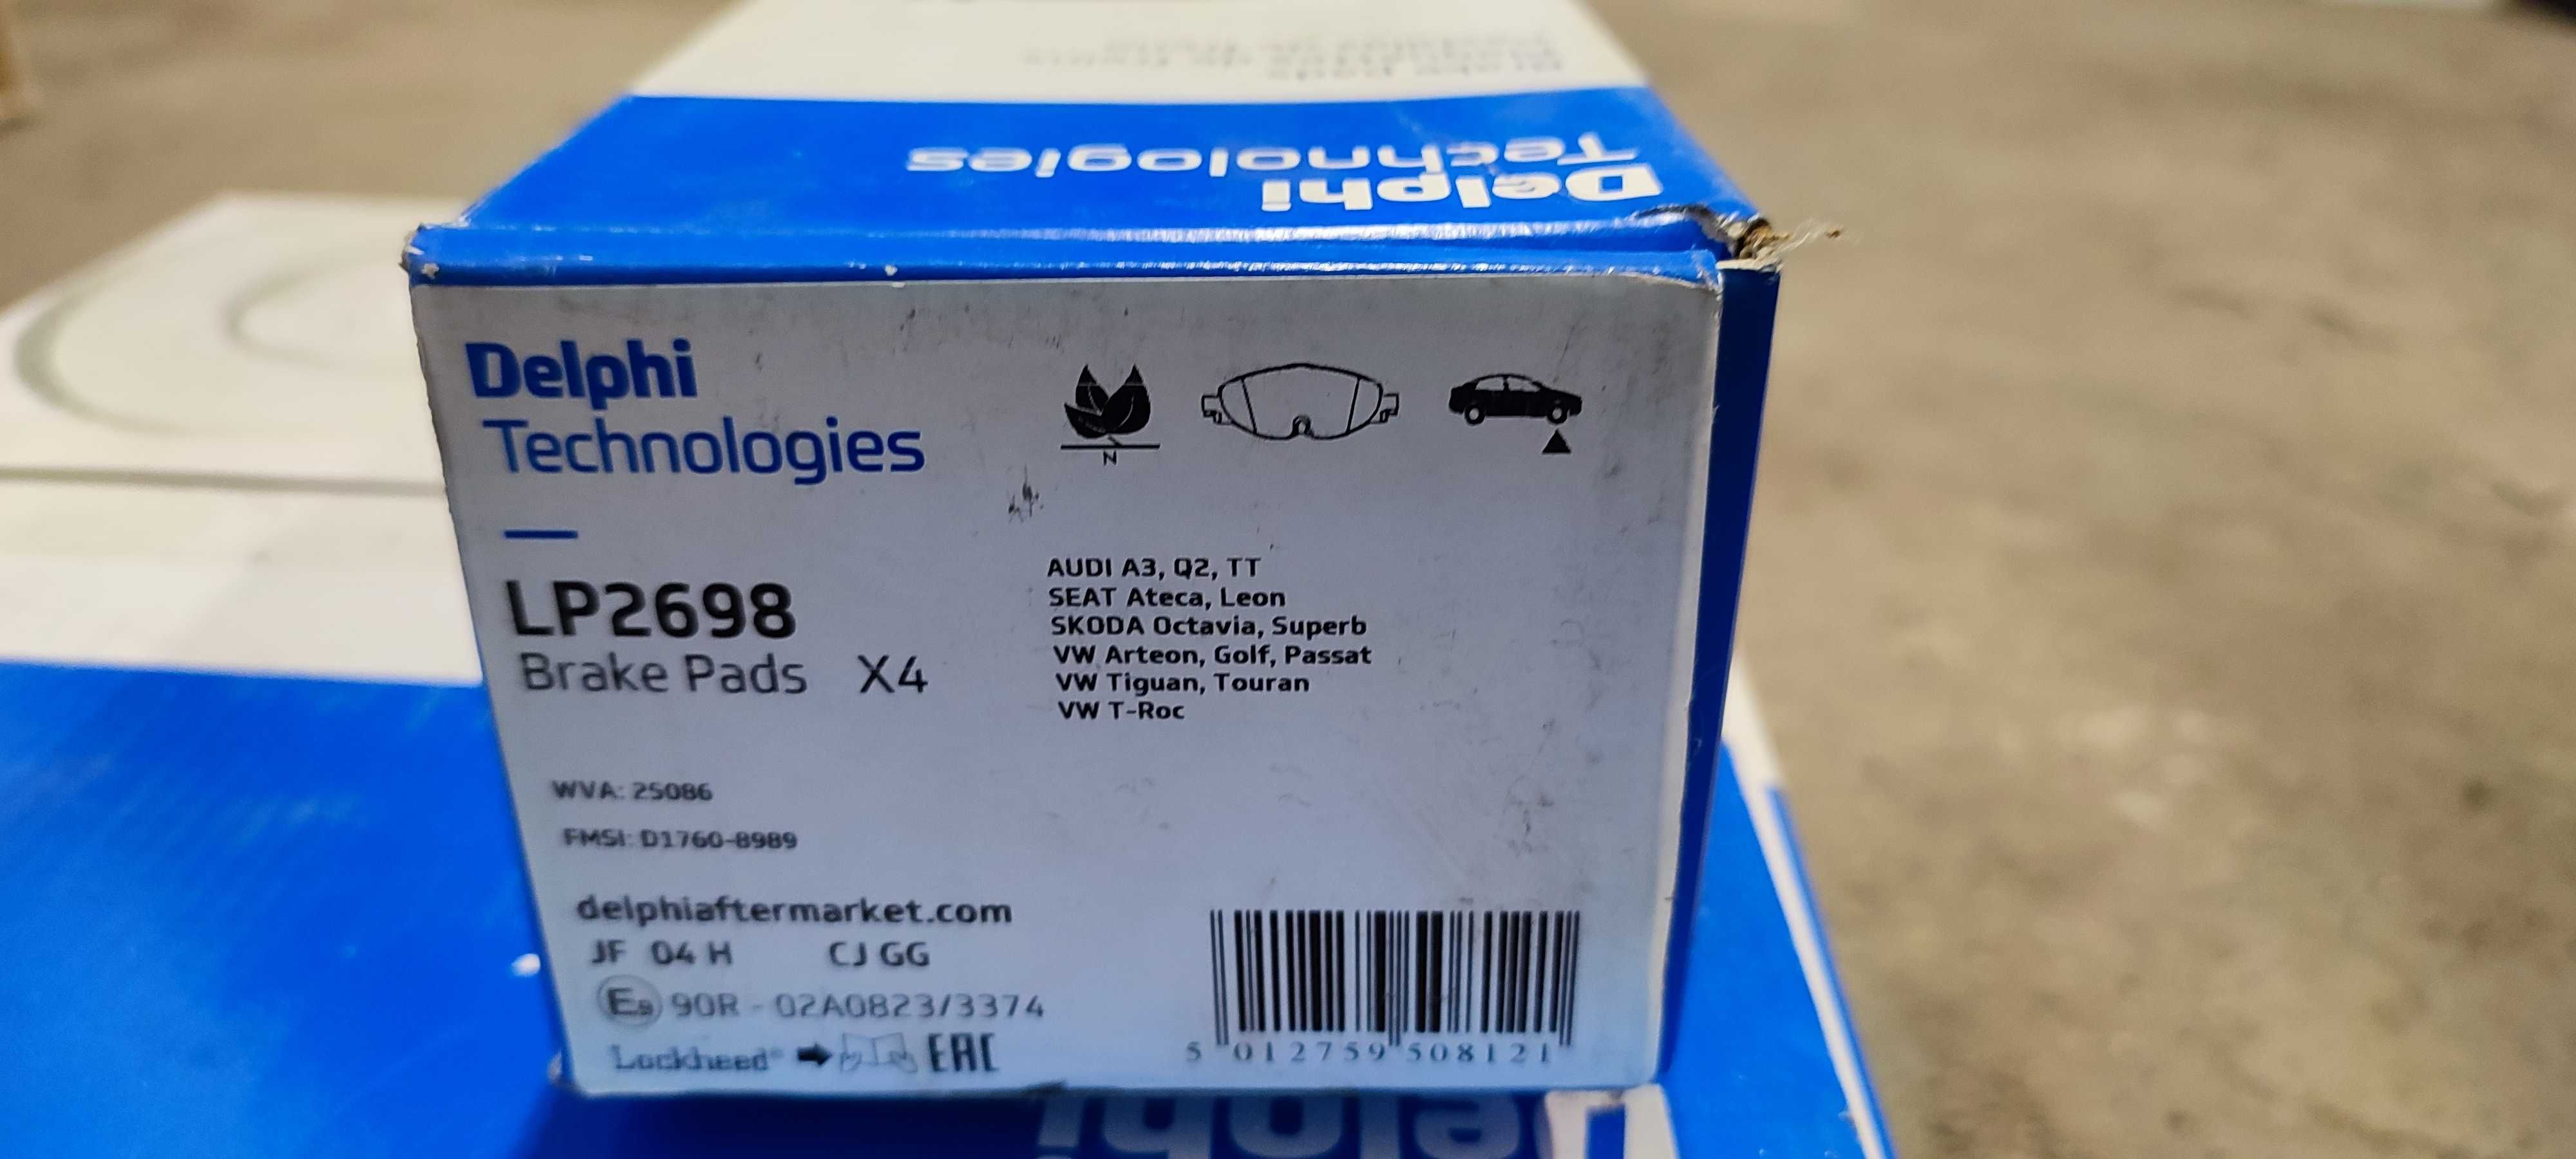 Delphi
Technologies
Delphi
Technologies
N
LP2698
Brake Pads X4
AUDI A3, Q2, TT
SEAT Ateca, Leon
SKODA Octavia, Superb
VW Arteon, Golf, Passat
VW Tiguan, Touran
VW T-Roc
WVA: 25086
FMSI: D1760-8989
delphiaftermarket.com
JF 04 H CJ GG
E9 90R - 02A0823/3374
Lockheed® EAC
5 012759 508121
Delphi